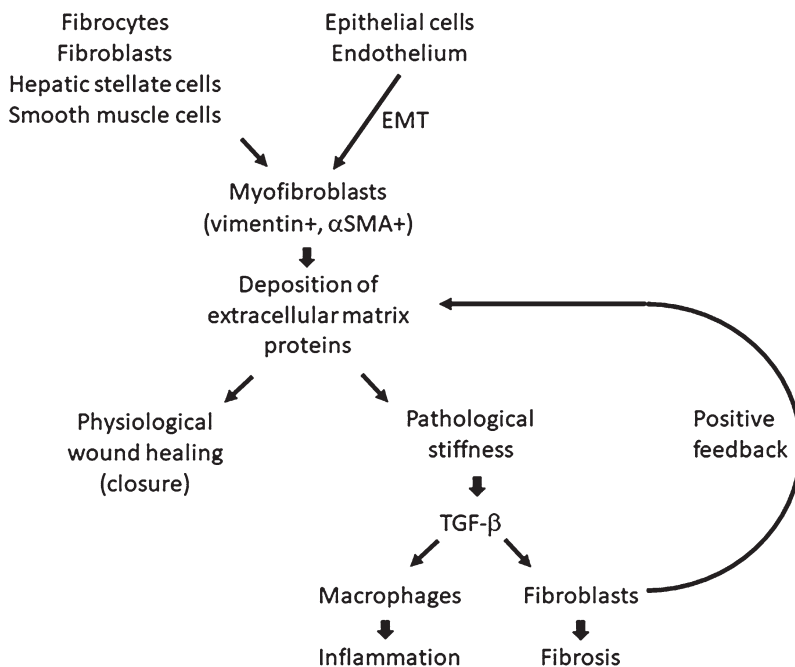 Fibrocytes
Fibroblasts
Hepatic stellate cells
Smooth muscle cells
Epithelial cells
Endothelium
EMT
Myofibroblasts
(vimentin+, αSMA+)
Deposition of
extracellular matrix
proteins
Physiological
wound healing
(closure)
Pathological
stiffness
Positive
feedback
TGF-β
Macrophages
Fibroblasts
Inflammation
Fibrosis